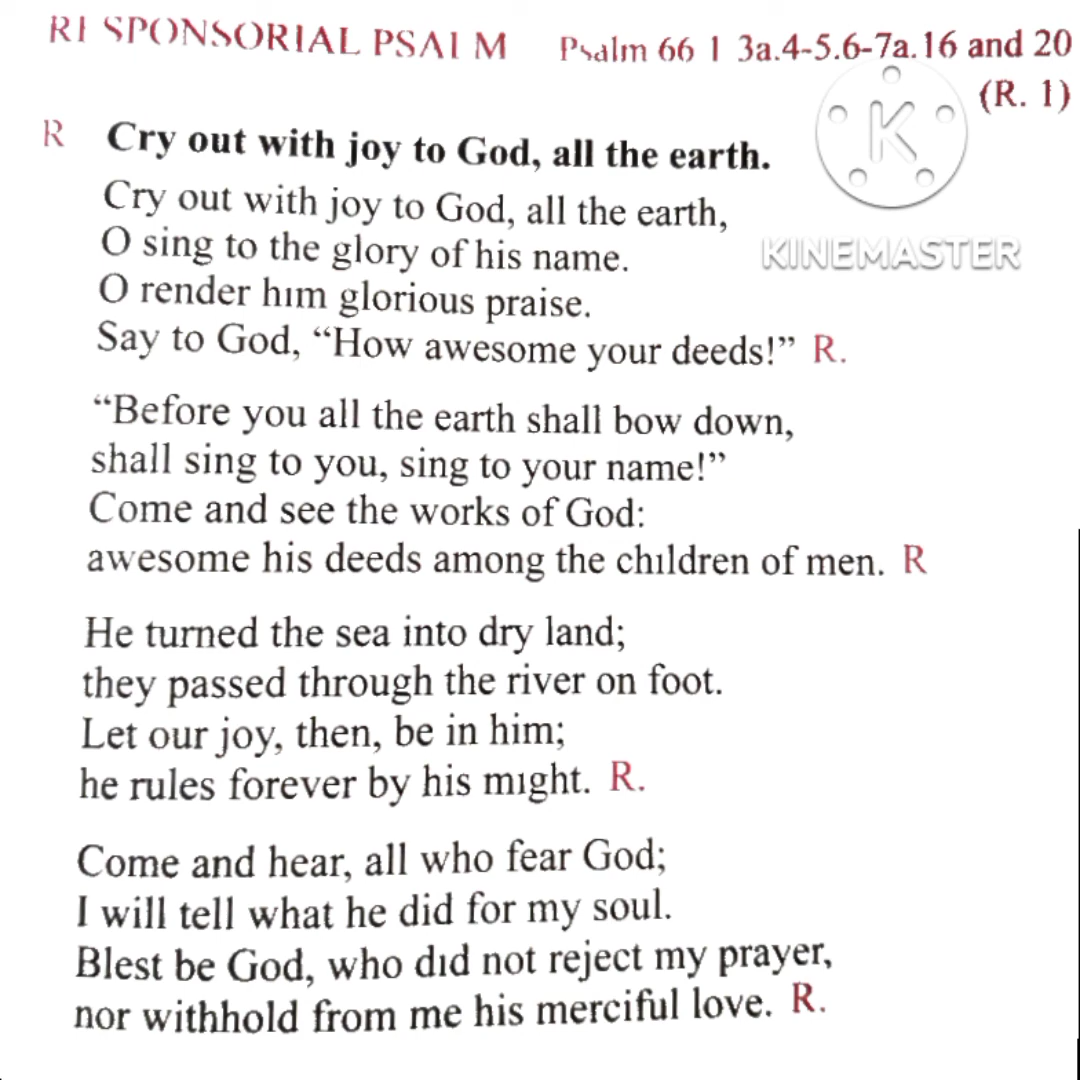 RESPONSORIAL PSALM Psalm 66 1 3a.4-5.6-7a.16 and 20
(R. 1)
R Cry out with joy to God, all the earth.
Cry out with joy to God, all the earth,
O sing to the glory of his name.
O render him glorious praise.
Say to God, “How awesome your deeds!” R.
“Before you all the earth shall bow down,
shall sing to you, sing to your name!”
Come and see the works of God:
awesome his deeds among the children of men. R
He turned the sea into dry land;
they passed through the river on foot.
Let our joy, then, be in him;
he rules forever by his might. R.
Come and hear, all who fear God;
I will tell what he did for my soul.
Blest be God, who did not reject my prayer,
nor withhold from me his merciful love. R.
K
KINEMASTER